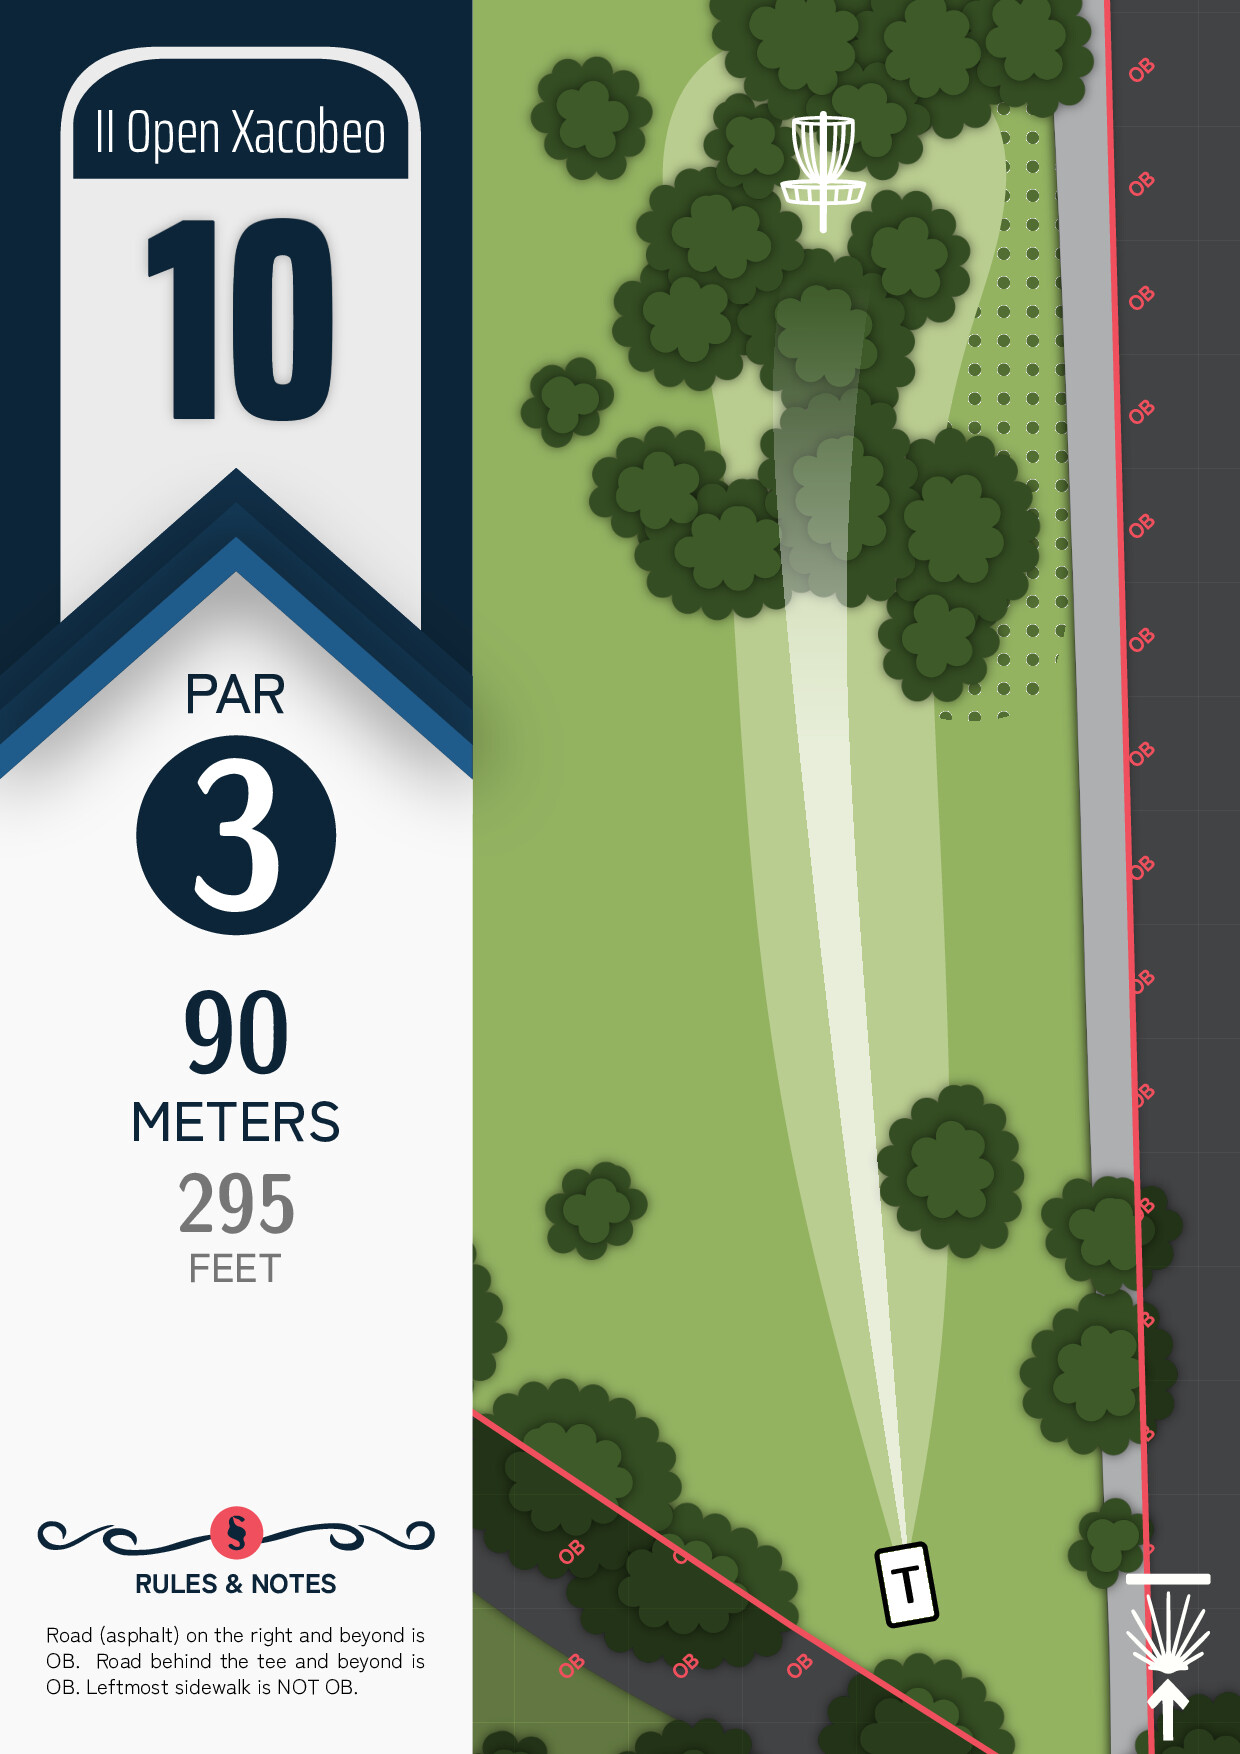 II Open Xacobeo
10
PAR
3
90
METERS
295
FEET
§
RULES & NOTES
Road (asphalt) on the right and beyond is
OB. Road behind the tee and beyond is
OB. Leftmost sidewalk is NOT OB.
OB
OB
OB
OB
OB
OB
OB
OB
OB
OB
OB
B
B
OB
O
OB
OB
OB
T